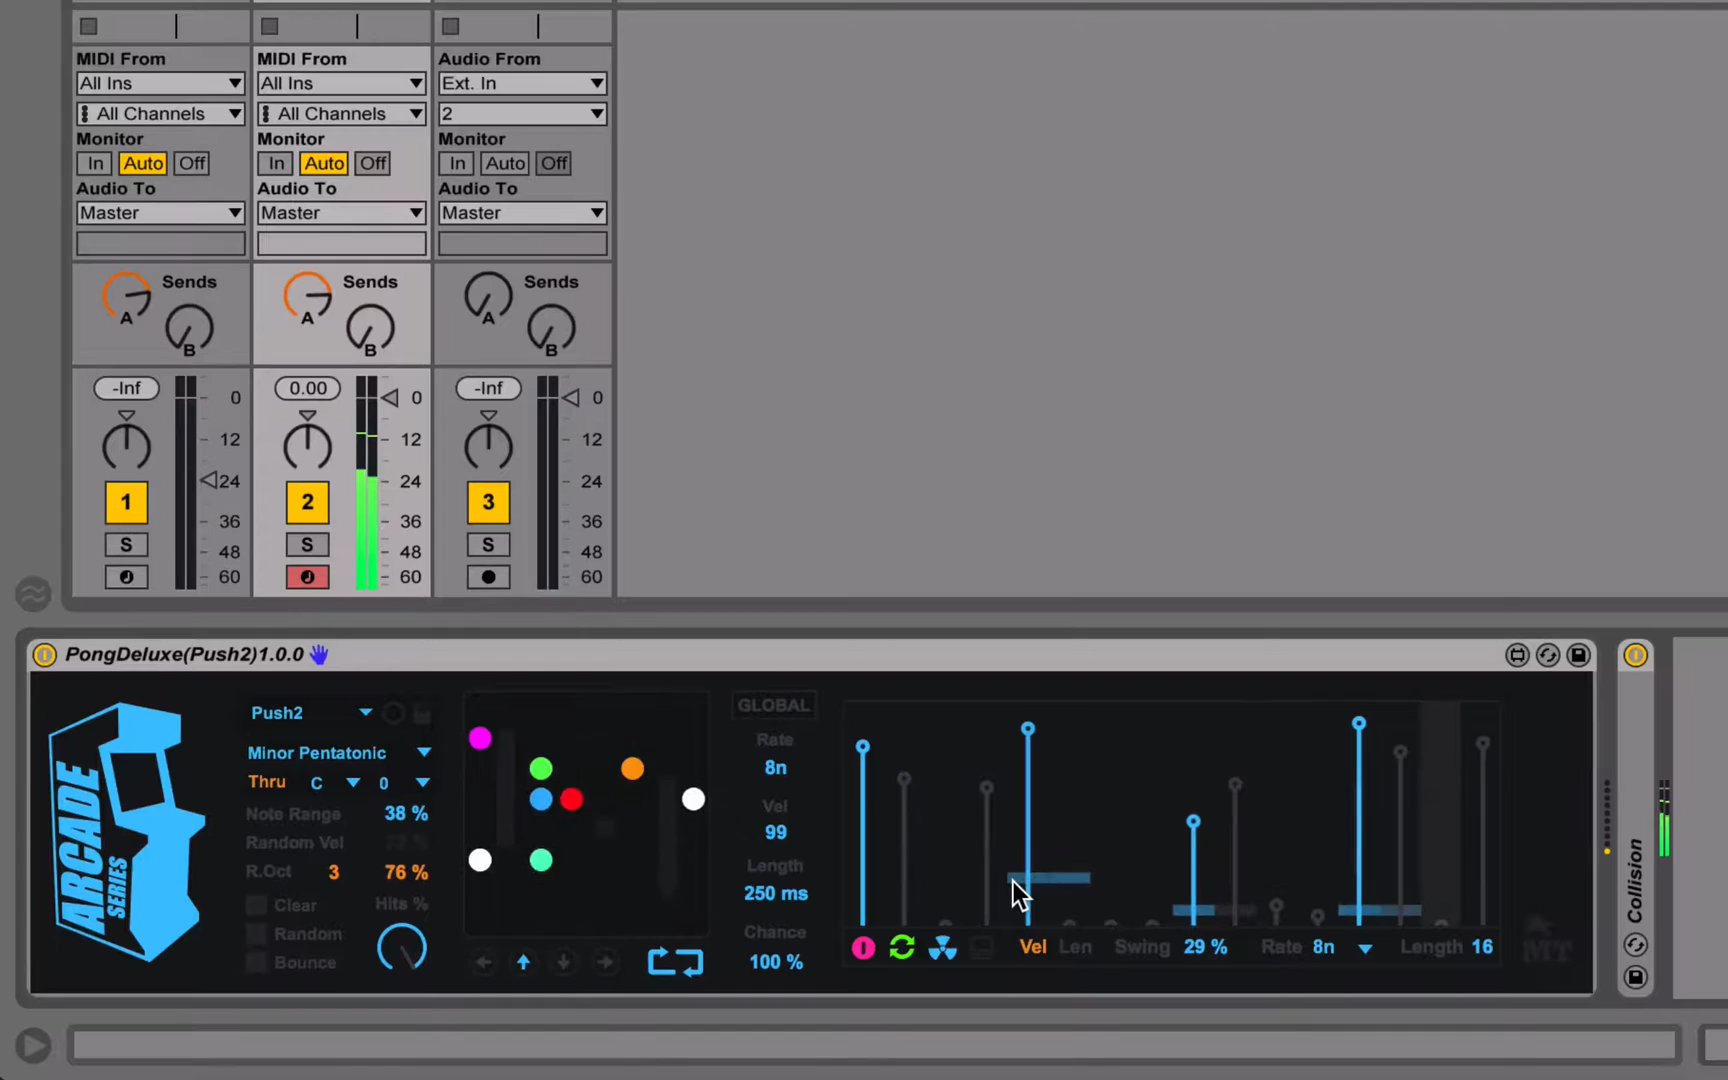 MIDI From MIDI From Audio From
All Ins All Ins Ext. In
All Channels All Channels 2
Monitor Monitor Monitor
In Auto Off In Auto Off In Auto Off
Audio To Audio To Audio To
Master Master Master
Sends Sends Sends
A A A
B B B
-Inf 0.00 -Inf
0 0 0
12 12 12
24 24 24
1 2 3
36 36 36
S S S
48 48 48
60 60 60
PongDeluxe(Push2)1.0.0
ARCADE
SERIES
Push2
Minor Pentatonic
Thru C 0
Note Range 38 %
Random Vel 72 %
R.Oct 3 76 %
Clear Hits %
Random
Bounce
GLOBAL
Rate
8n
Vel
99
Length
250 ms
Chance
100 %
Vel Len Swing 29 % Rate 8n Length 16
MT
Collision